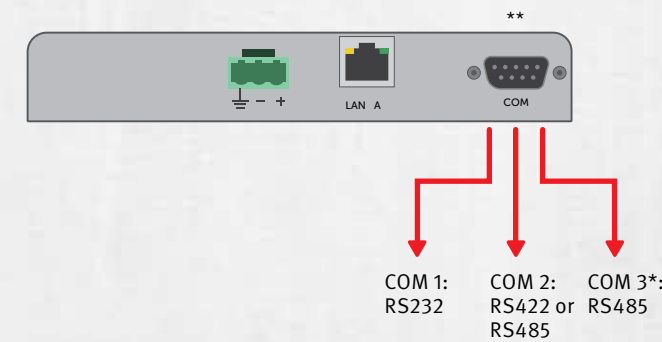 **
LAN A
COM
− +
COM 1:
RS232
COM 2:
RS422 or
RS485
COM 3*:
RS485